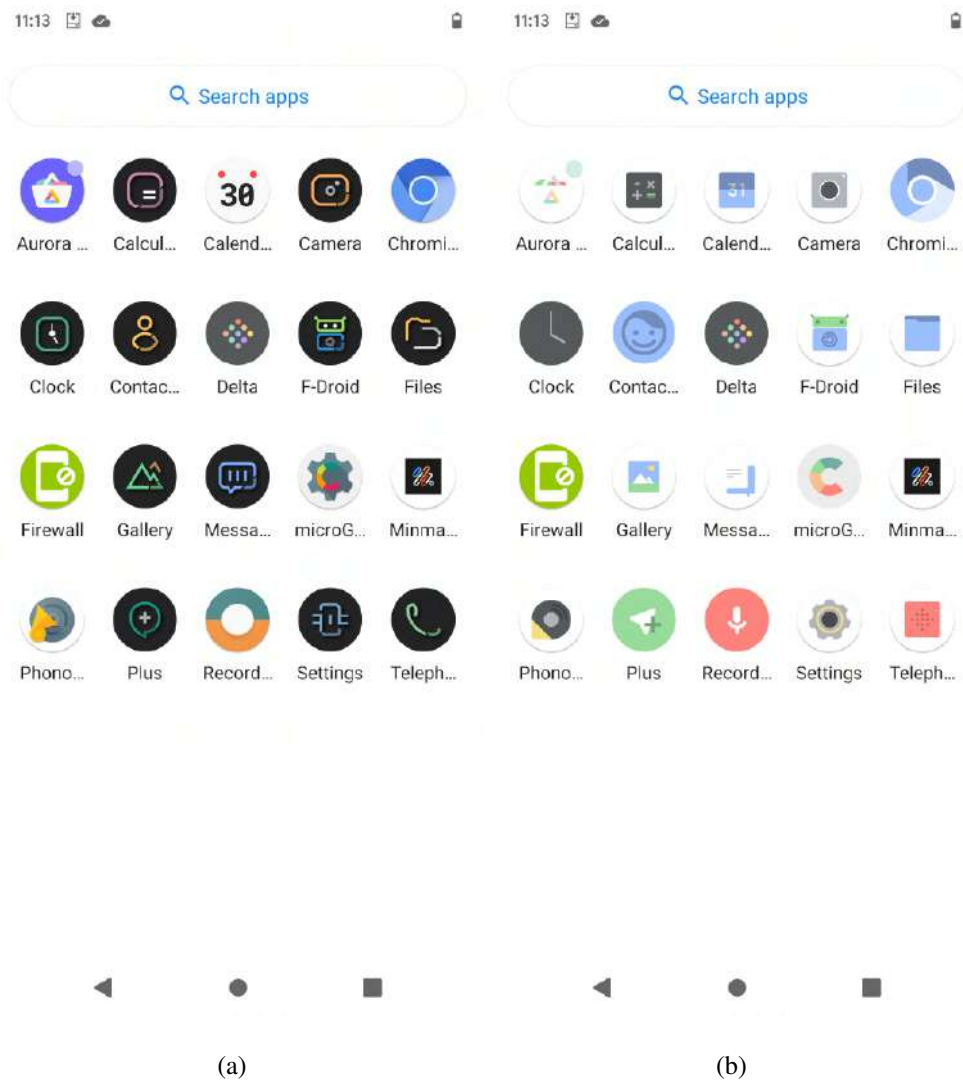 11:13
11:13
Search apps
Search apps
30
31
Aurora ... Calcul... Calend... Camera Chromi...
Aurora ... Calcul... Calend... Camera Chromi...
Clock Contac... Delta F-Droid Files
Clock Contac... Delta F-Droid Files
Firewall Gallery Messa... microG... Minma...
Firewall Gallery Messa... microG... Minma...
Phono... Plus Record... Settings Teleph...
Phono... Plus Record... Settings Teleph...
(a)
(b)